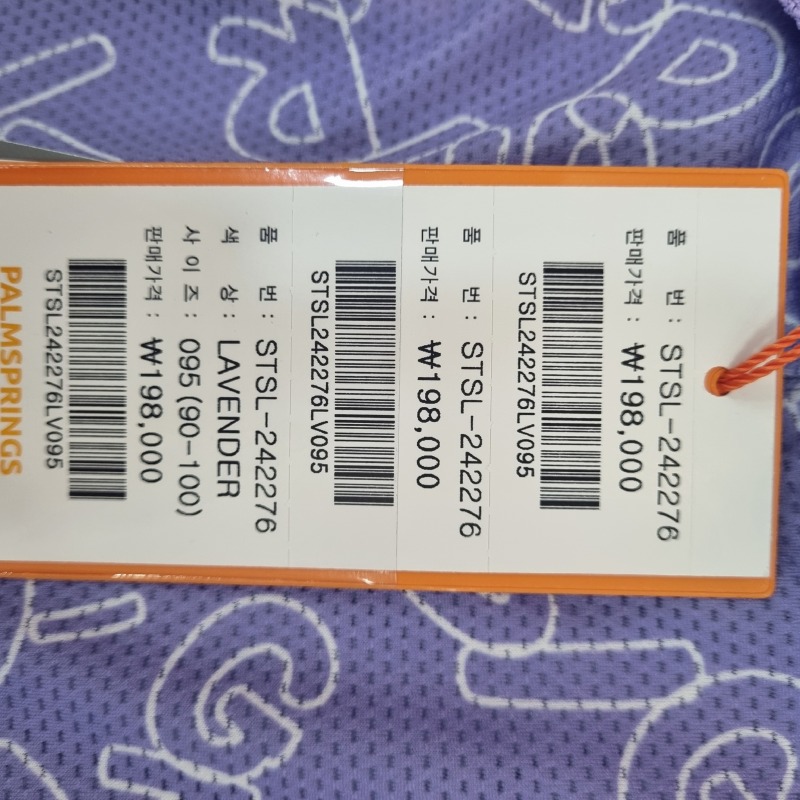 품 번 : STSL-242276
판매가격 : ₩198,000
STSL242276LV095
품 번 : STSL-242276
판매가격 : ₩198,000
STSL242276LV095
품 번 : STSL-242276
색 상 : LAVENDER
사 이 즈 : 095 (90-100)
판매가격 : ₩198,000
STSL242276LV095
PALMSPRINGS